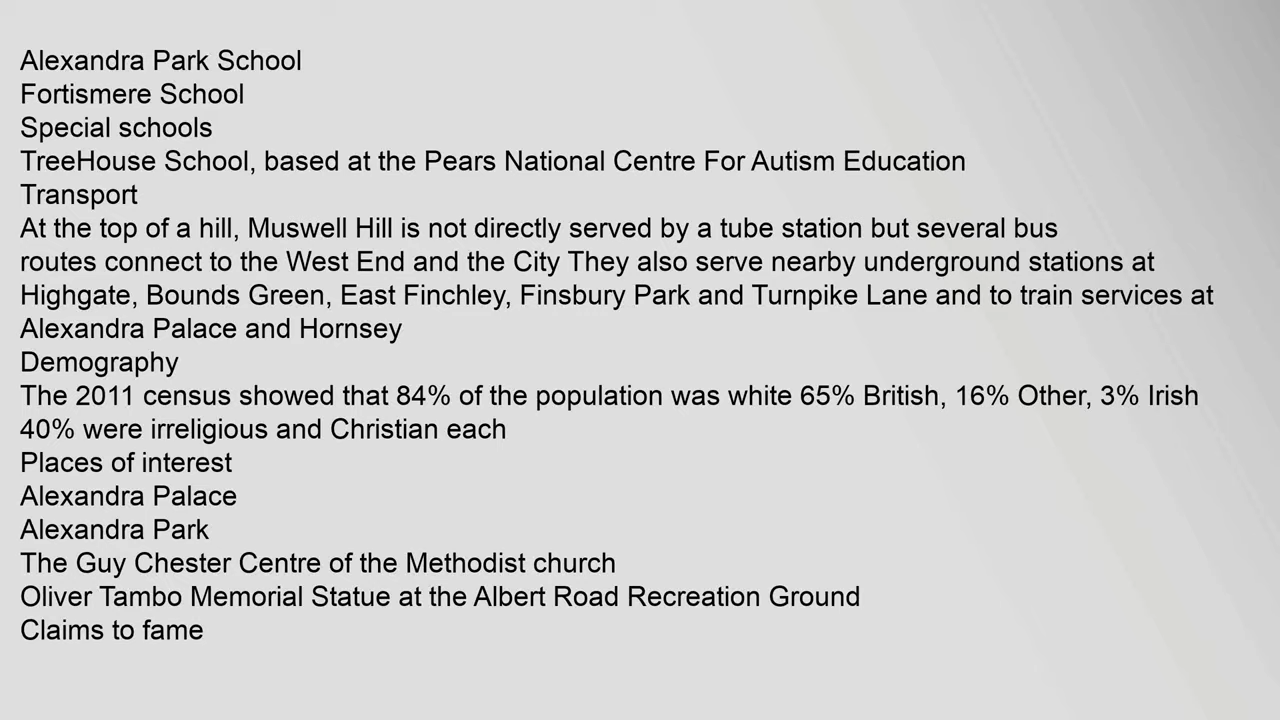 Alexandra Park School
Fortismere School
Special schools
TreeHouse School, based at the Pears National Centre For Autism Education
Transport
At the top of a hill, Muswell Hill is not directly served by a tube station but several bus
routes connect to the West End and the City They also serve nearby underground stations at
Highgate, Bounds Green, East Finchley, Finsbury Park and Turnpike Lane and to train services at
Alexandra Palace and Hornsey
Demography
The 2011 census showed that 84% of the population was white 65% British, 16% Other, 3% Irish
40% were irreligious and Christian each
Places of interest
Alexandra Palace
Alexandra Park
The Guy Chester Centre of the Methodist church
Oliver Tambo Memorial Statue at the Albert Road Recreation Ground
Claims to fame